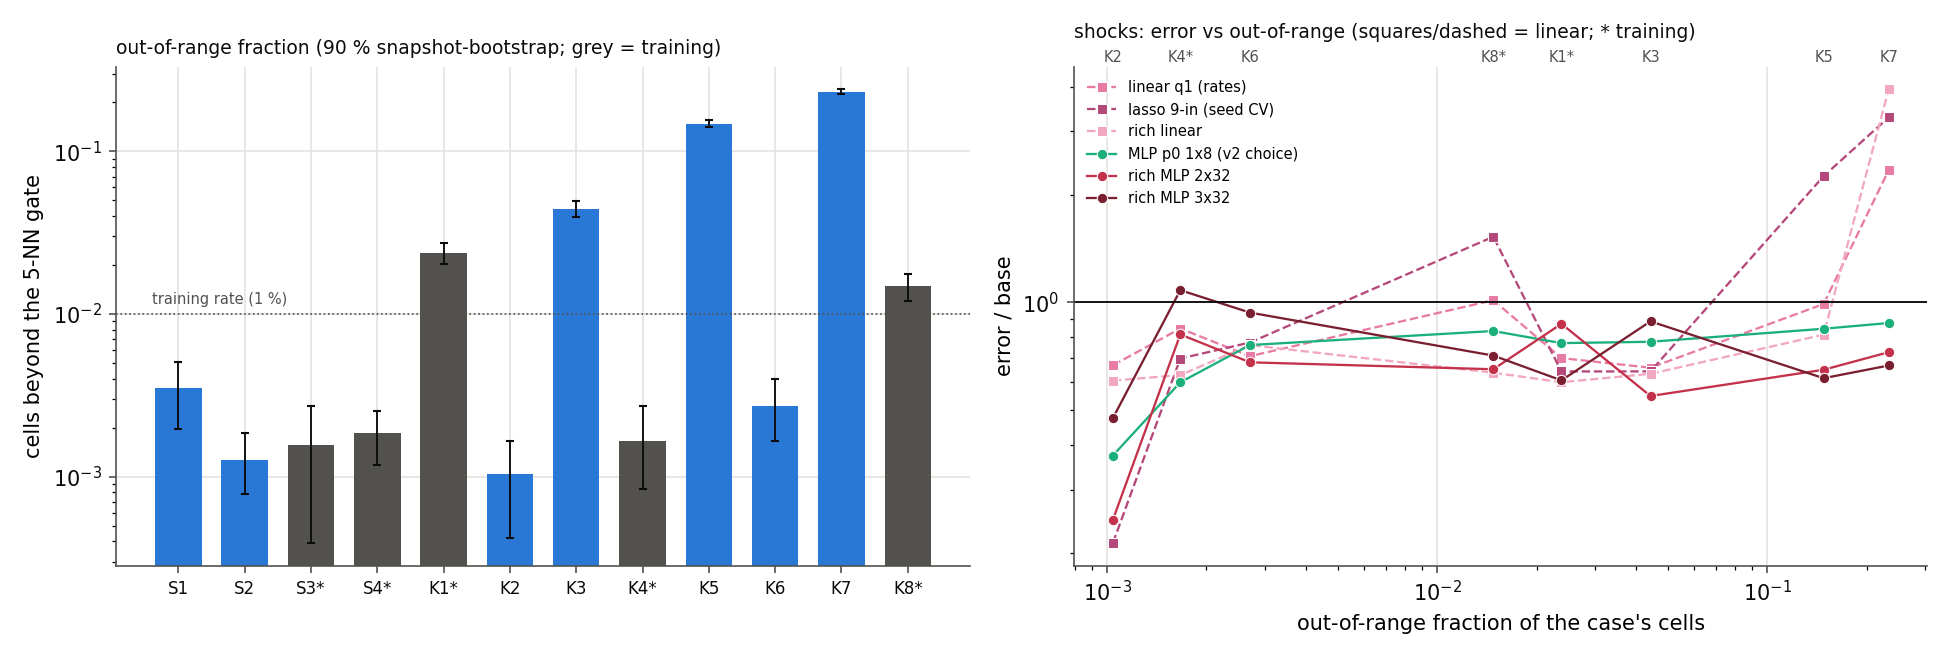 out-of-range fraction (90 % snapshot-bootstrap; grey = training)
cells beyond the 5-NN gate
10⁻¹
10⁻²
10⁻³
training rate (1 %)
S1 S2 S3* S4* K1* K2 K3 K4* K5 K6 K7 K8*
shocks: error vs out-of-range (squares/dashed = linear; * training)
K2 K4* K6 K8* K1* K3 K5 K7
linear q1 (rates)
lasso 9-in (seed CV)
rich linear
MLP p0 1x8 (v2 choice)
rich MLP 2x32
rich MLP 3x32
error / base
10⁰
10⁻³ 10⁻² 10⁻¹
out-of-range fraction of the case's cells